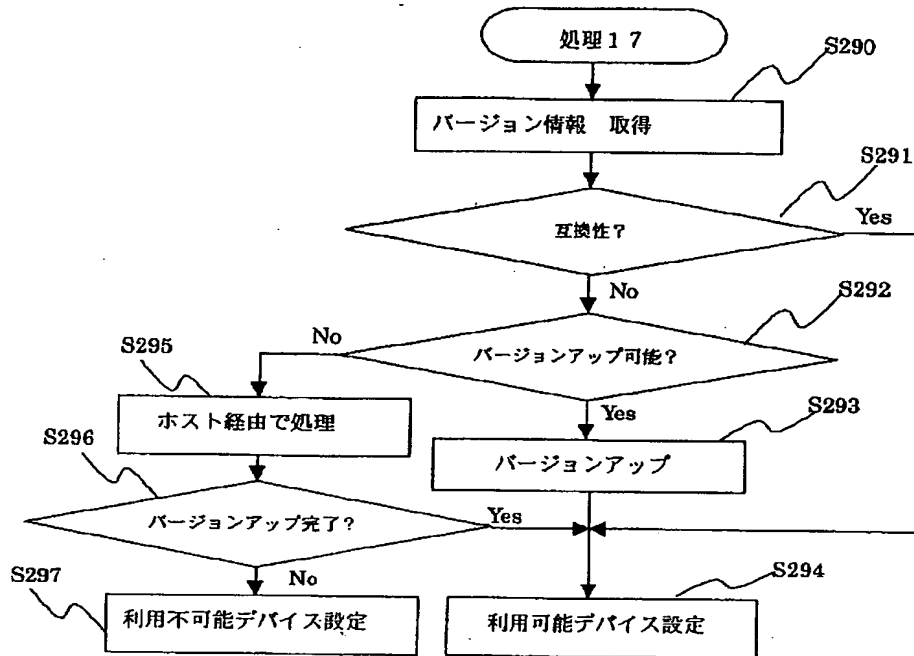 処理17
S290
バージョン情報　取得
S291
互換性?
Yes
No
S292
バージョンアップ可能?
No
S295
Yes
S293
ホスト経由で処理
バージョンアップ
S296
バージョンアップ完了?
Yes
No
S297
S294
利用不可能デバイス設定
利用可能デバイス設定